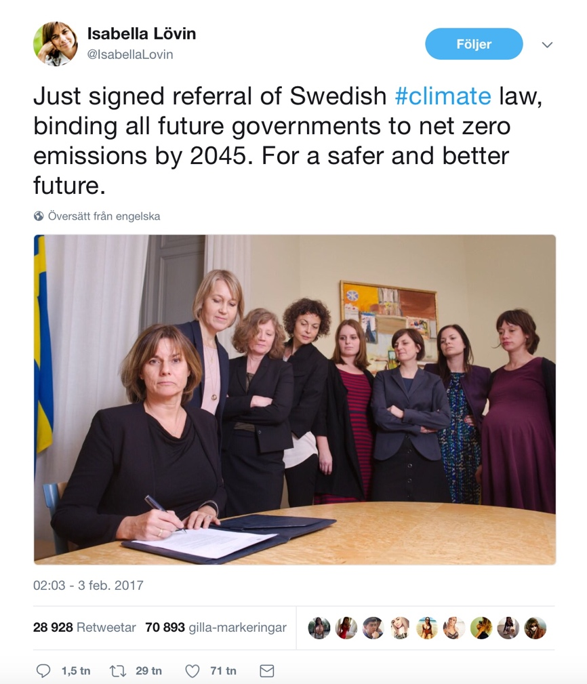 Isabella Lövin
@IsabellaLovin
Följer
Just signed referral of Swedish #climate law,
binding all future governments to net zero
emissions by 2045. For a safer and better
future.
Översätt från engelska
02:03 - 3 feb. 2017
28 928 Retweetar 70 893 gilla-markeringar
1,5 tn 29 tn 71 tn